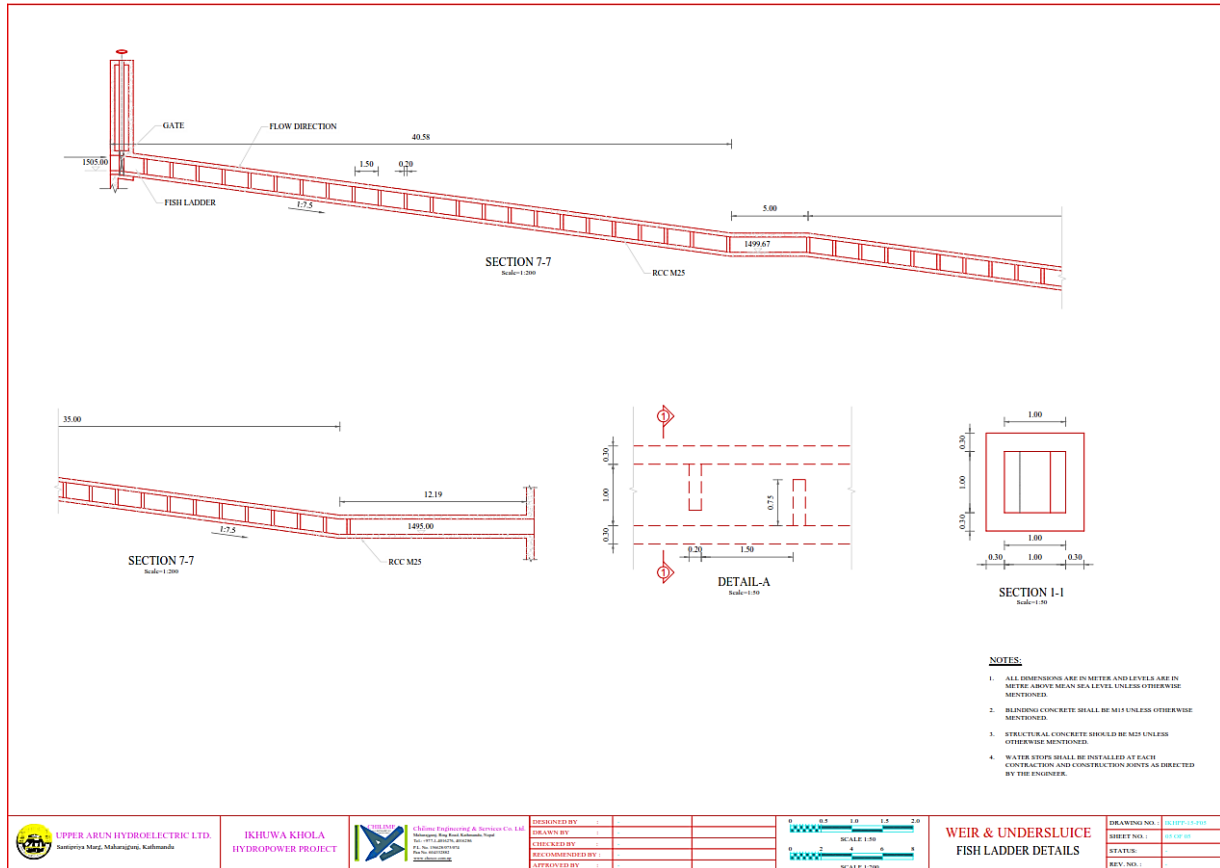 GATE
FLOW DIRECTION
40.58
1505.00
1.50
0.20
FISH LADDER
1:7.5
5.00
1499.67
SECTION 7-7
Scale=1:200
RCC M25
35.00
12.19
1495.00
1:7.5
SECTION 7-7
Scale=1:200
RCC M25
1
0.30
1.00
0.75
0.30
0.20
1.50
1
DETAIL-A
Scale=1:50
1.00
0.30
1.00
0.30
1.00
0.30
1.00
0.30
SECTION 1-1
Scale=1:50
NOTES:
1. ALL DIMENSIONS ARE IN METER AND LEVELS ARE IN
METRE ABOVE MEAN SEA LEVEL UNLESS OTHERWISE
MENTIONED.
2. BLINDING CONCRETE SHALL BE M15 UNLESS OTHERWISE
MENTIONED.
3. STRUCTURAL CONCRETE SHOULD BE M25 UNLESS
OTHERWISE MENTIONED.
4. WATER STOPS SHALL BE INSTALLED AT EACH
CONTRACTION AND CONSTRUCTION JOINTS AS DIRECTED
BY THE ENGINEER.
UPPER ARUN HYDROELECTRIC LTD.
Santipriya Marg, Maharajgunj, Kathmandu
IKHUWA KHOLA
HYDROPOWER PROJECT
CHILIME
Chilime Engineering & Services Co. Ltd.
DESIGNED BY : -
DRAWN BY : -
CHECKED BY : -
RECOMMENDED BY : -
APPROVED BY : -
0 0.5 1.0 1.5 2.0
SCALE 1:50
0 2 4 6 8
SCALE 1:200
WEIR & UNDERSLUICE
FISH LADDER DETAILS
DRAWING NO. :
SHEET NO. :
STATUS: -
REV. NO. : -